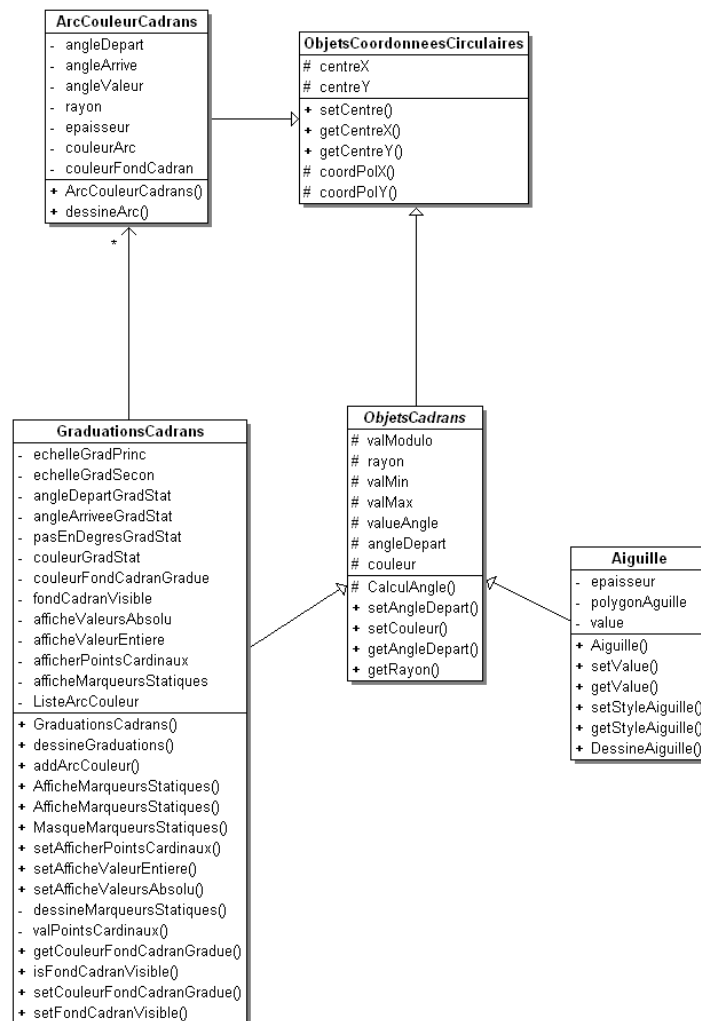 ArcCouleurCadrans
- angleDepart
- angleArrive
- angleValeur
- rayon
- epaisseur
- couleurArc
- couleurFondCadran
+ ArcCouleurCadrans()
+ dessineArc()
ObjetsCoordonneesCirculaires
# centreX
# centreY
+ setCentre()
+ getCentreX()
+ getCentreY()
# coordPolX()
# coordPolY()
*
GraduationsCadrans
- echelleGradPrinc
- echelleGradSecon
- angleDepartGradStat
- angleArriveeGradStat
- pasEnDegresGradStat
- couleurGradStat
- couleurFondCadranGradue
- fondCadranVisible
- afficheValeursAbsolu
- afficheValeurEntiere
- afficherPointsCardinaux
- afficheMarqueursStatiques
- ListeArcCouleur
+ GraduationsCadrans()
+ dessineGraduations()
+ addArcCouleur()
+ AfficheMarqueursStatiques()
+ AfficheMarqueursStatiques()
+ MasqueMarqueursStatiques()
+ setAfficherPointsCardinaux()
+ setAfficheValeurEntiere()
+ setAfficheValeursAbsolu()
- dessineMarqueursStatiques()
- valPointsCardinaux()
+ getCouleurFondCadranGradue()
+ isFondCadranVisible()
+ setCouleurFondCadranGradue()
+ setFondCadranVisible()
ObjetsCadrans
# valModulo
# rayon
# valMin
# valMax
# valueAngle
# angleDepart
# couleur
# CalculAngle()
+ setAngleDepart()
+ setCouleur()
+ getAngleDepart()
+ getRayon()
Aiguille
- epaisseur
- polygonAguille
- value
+ Aiguille()
+ setValue()
+ getValue()
+ setStyleAiguille()
+ getStyleAiguille()
+ DessineAiguille()